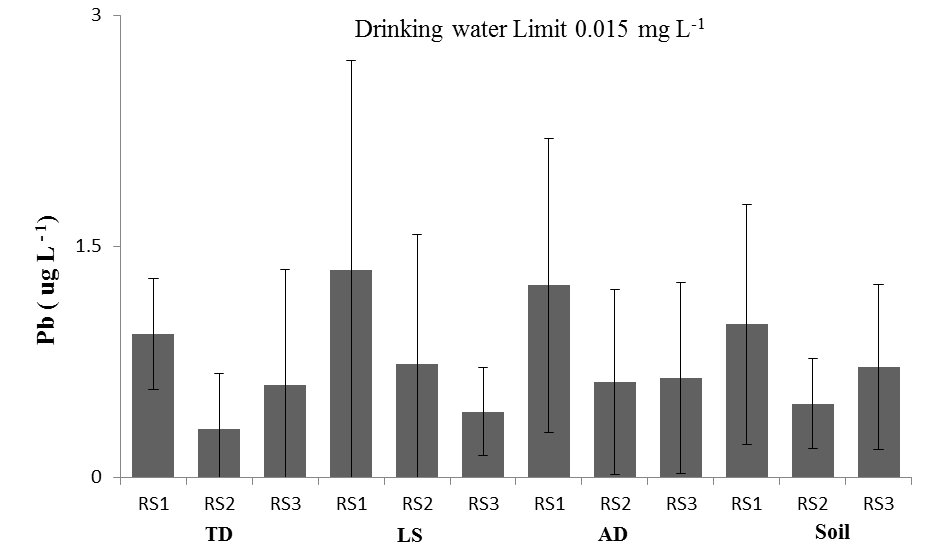 3
Drinking water Limit 0.015 mg L-1
1.5
Pb ( ug L -1)
0
RS1 RS2 RS3 RS1 RS2 RS3 RS1 RS2 RS3 RS1 RS2 RS3
TD LS AD Soil